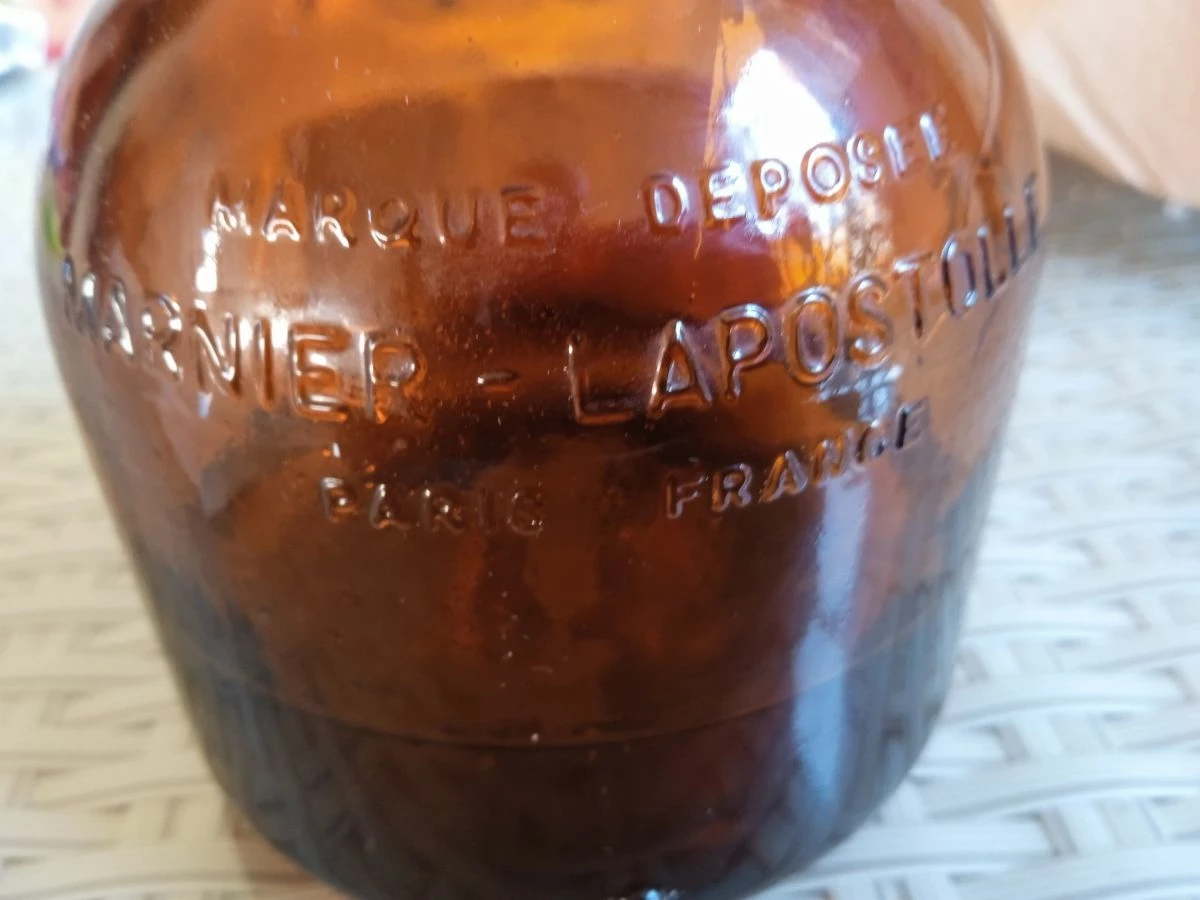 MARQUE DEPOSEE
MARNIER - LAPOSTOLLE
PARIS FRANCE